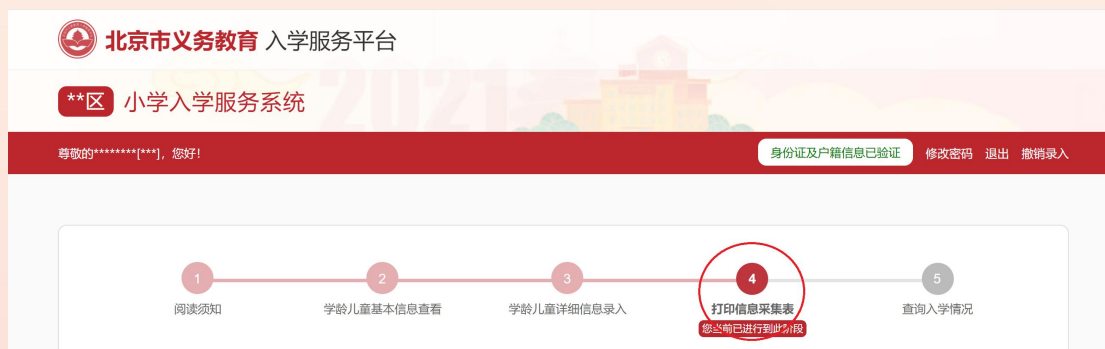 北京市义务教育 入学服务平台
**区 小学入学服务系统
尊敬的********[***]，您好！ 身份证及户籍信息已验证 修改密码 退出 撤销录入
1 2 3 4 5
阅读须知 学龄儿童基本信息查看 学龄儿童详细信息录入 打印信息采集表 查询入学情况
您当前已进行到此阶段
2021